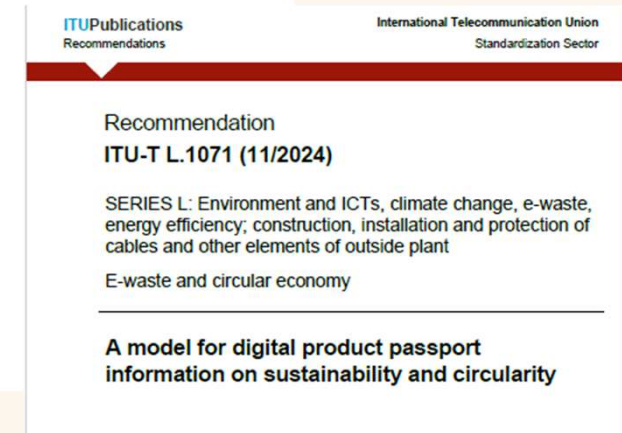 ITUPublications
International Telecommunication Union
Recommendations
Standardization Sector
Recommendation
ITU-T L.1071 (11/2024)
SERIES L: Environment and ICTs, climate change, e-waste,
energy efficiency; construction, installation and protection of
cables and other elements of outside plant
E-waste and circular economy
A model for digital product passport
information on sustainability and circularity